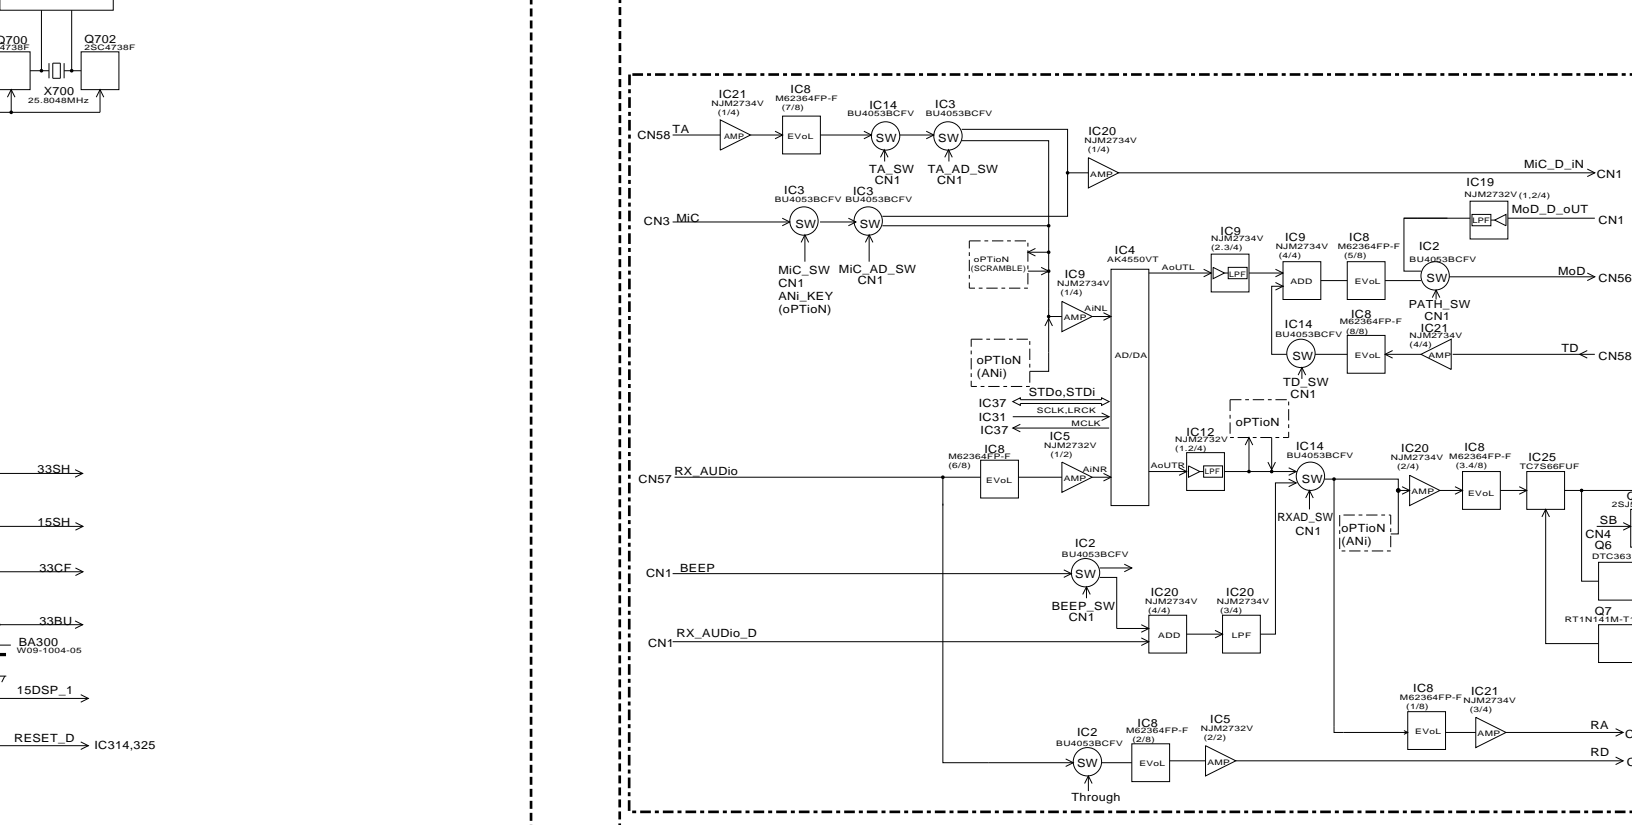 Q700
4738F
Q702
2SC4738F
X700
25.8048MHz
33SH
15SH
33CF
33BU
BA300
W09-1004-05
7
15DSP_1
RESET_D
IC314,325
CN58
TA
IC21
NJM2734V
(1/4)
AMP
IC8
M62364FP-F
(7/8)
EVoL
IC14
BU4053BCFV
SW
TA_SW
CN1
IC3
BU4053BCFV
SW
TA_AD_SW
CN1
IC20
NJM2734V
(1/4)
AMP
MiC_D_iN
CN1
CN3
MiC
IC3
BU4053BCFV
SW
MiC_SW
CN1
ANi_KEY
(oPTioN)
IC3
BU4053BCFV
SW
MiC_AD_SW
CN1
IC19
NJM2732V(1,2/4)
LPF
MoD_D_oUT
CN1
oPTioN
(SCRAMBLE)
IC9
NJM2734V
(1/4)
AMP
AiNL
IC4
AK4550VT
AD/DA
AoUTL
IC9
NJM2734V
(2.3/4)
LPF
IC9
NJM2734V
(4/4)
ADD
IC8
M62364FP-F
(5/8)
EVoL
IC2
BU4053BCFV
SW
PATH_SW
CN1
MoD
CN56
IC14
BU4053BCFV
SW
TD_SW
CN1
IC8
M62364FP-F
(8/8)
EVoL
IC21
NJM2734V
(4/4)
AMP
TD
CN58
oPTIoN
(ANi)
IC37
STDo,STDi
IC31
SCLK,LRCK
IC37
MCLK
CN57
RX_AUDio
IC8
M62364FP-F
(6/8)
EVoL
IC5
NJM2732V
(1/2)
AMP
AiNR
AoUTR
IC12
NJM2732V
(1.2/4)
LPF
oPTioN
IC14
BU4053BCFV
SW
RXAD_SW
CN1
oPTioN
(ANi)
IC20
NJM2734V
(2/4)
AMP
IC8
M62364FP-F
(3.4/8)
EVoL
IC25
TC7S66FUF
2SJ
SB
CN4
Q6
DTC363
Q7
RT1N141M-T1
CN1
BEEP
IC2
BU4053BCFV
SW
BEEP_SW
CN1
CN1
RX_AUDio_D
IC20
NJM2734V
(4/4)
ADD
IC20
NJM2734V
(3/4)
LPF
IC8
M62364FP-F
(1/8)
EVoL
IC21
NJM2734V
(3/4)
AMP
RA
C
IC2
BU4053BCFV
SW
Through
IC8
M62364FP-F
(2/8)
EVoL
IC5
NJM2732V
(2/2)
AMP
RD
C